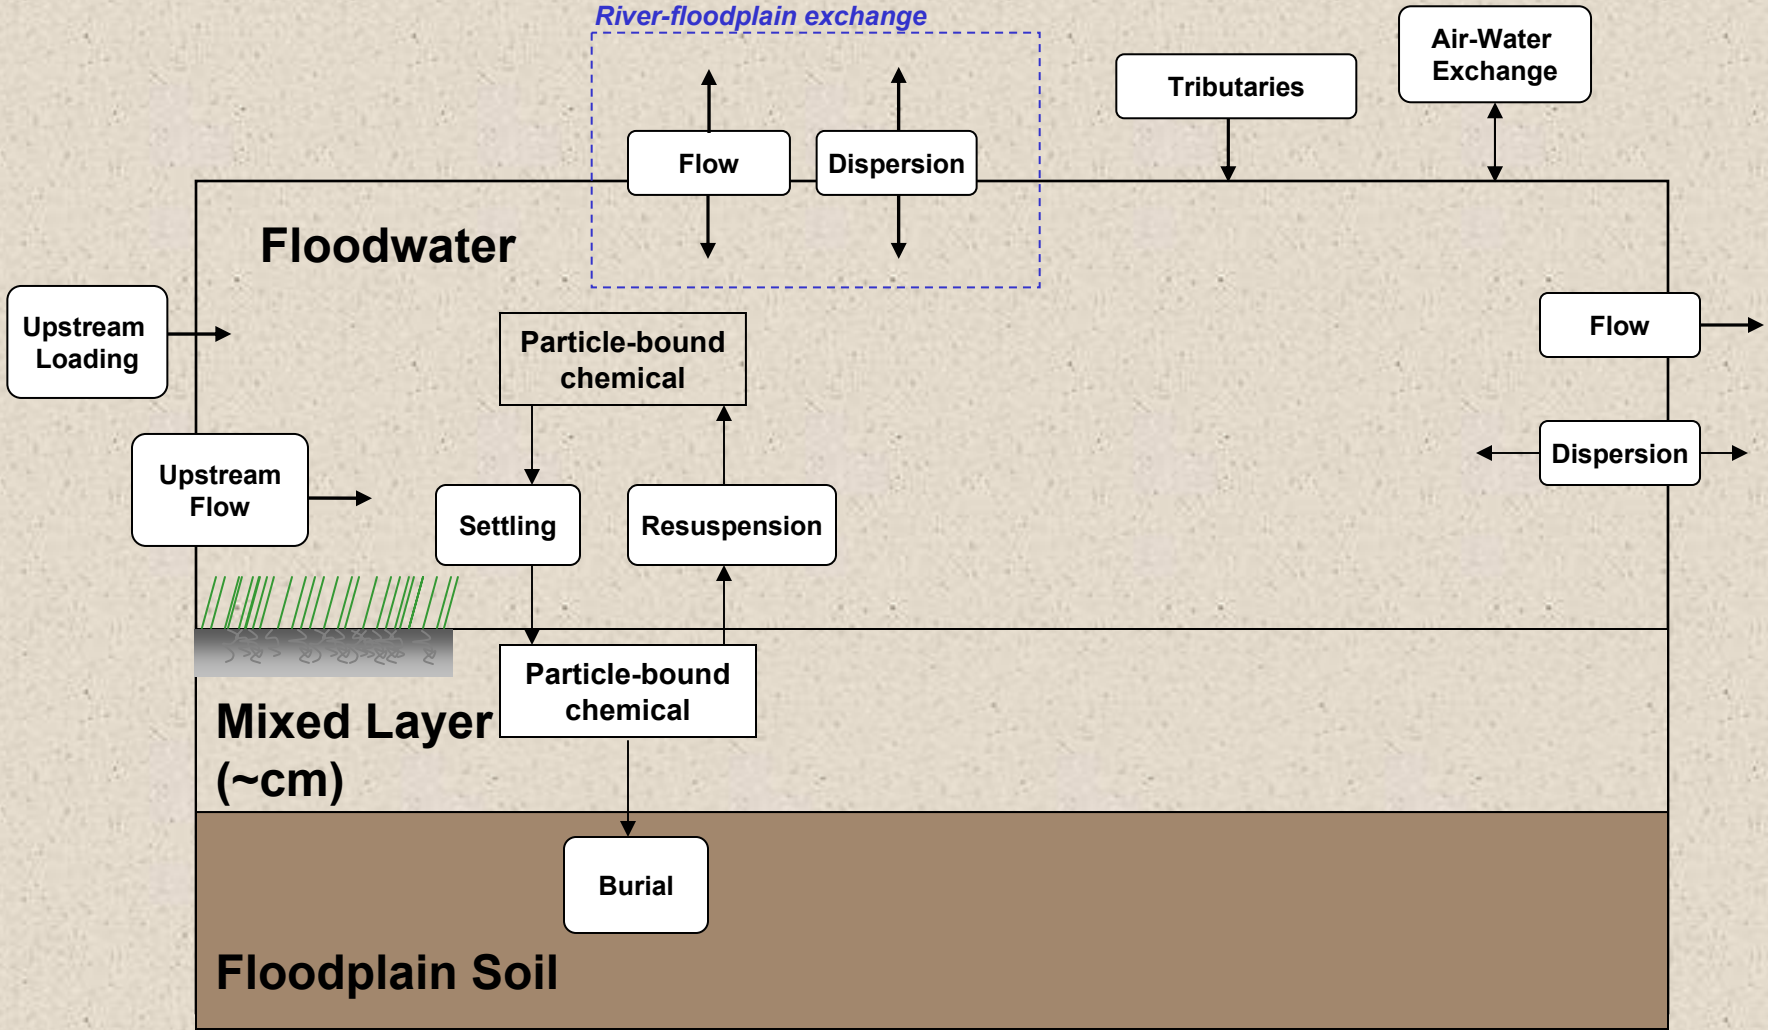 River-floodplain exchange
Air-Water
Exchange
Tributaries
Flow
Dispersion
Floodwater
Upstream
Loading
Particle-bound
chemical
Flow
Dispersion
Upstream
Flow
Settling
Resuspension
Particle-bound
chemical
Mixed Layer
(~cm)
Burial
Floodplain Soil